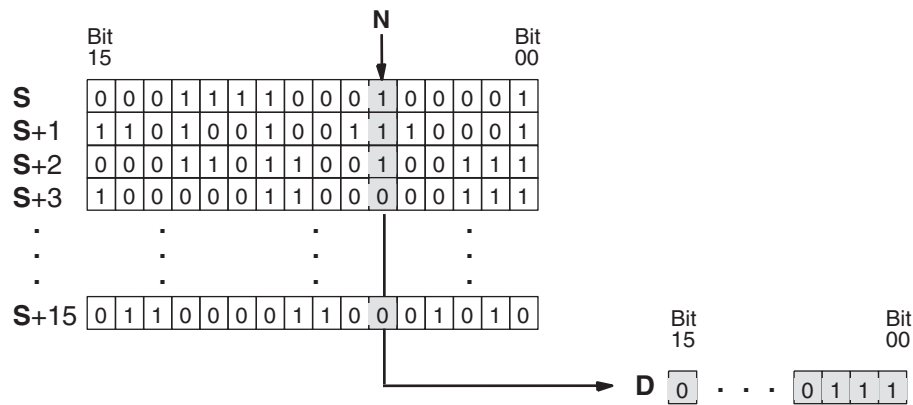 N
Bit
15
Bit
00
S 0 0 0 1 1 1 1 0 0 0 1 0 0 0 0 1
S+1 1 1 0 1 0 0 1 0 0 1 1 1 0 0 0 1
S+2 0 0 0 1 1 0 1 1 0 0 1 0 0 1 1 1
S+3 1 0 0 0 0 0 1 1 0 0 0 0 0 1 1 1
. . . .
. . . .
. . . .
S+15 0 1 1 0 0 0 0 1 1 0 0 0 1 0 1 0
Bit
15
Bit
00
D 0 . . . 0 1 1 1